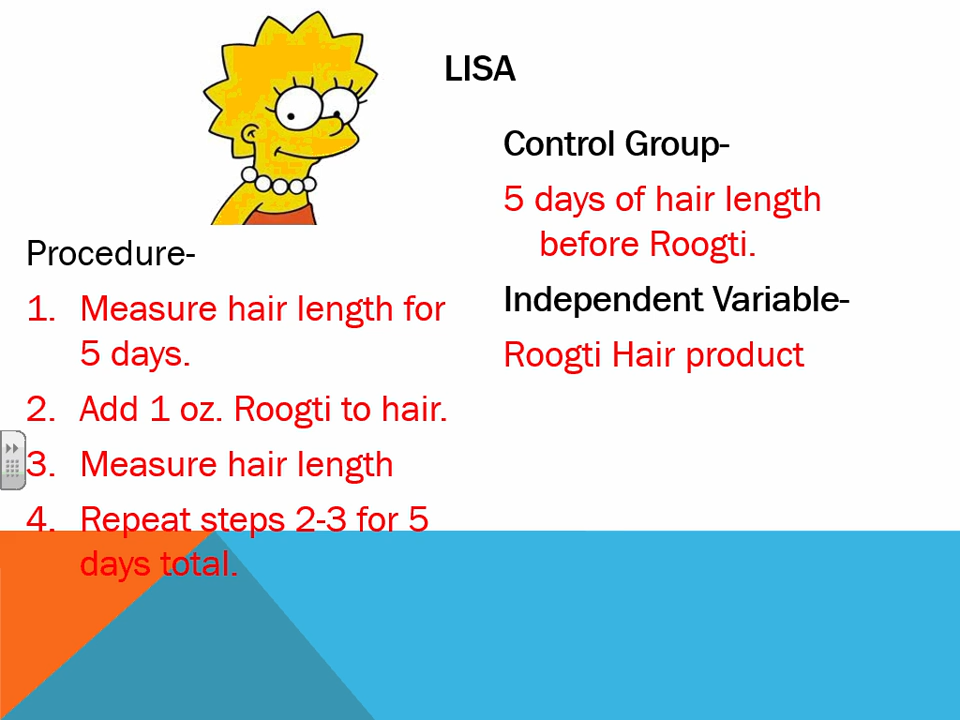 LISA
Procedure-
1. Measure hair length for
5 days.
2. Add 1 oz. Roogti to hair.
3. Measure hair length
4. Repeat steps 2-3 for 5
days total.
Control Group-
5 days of hair length
before Roogti.
Independent Variable-
Roogti Hair product